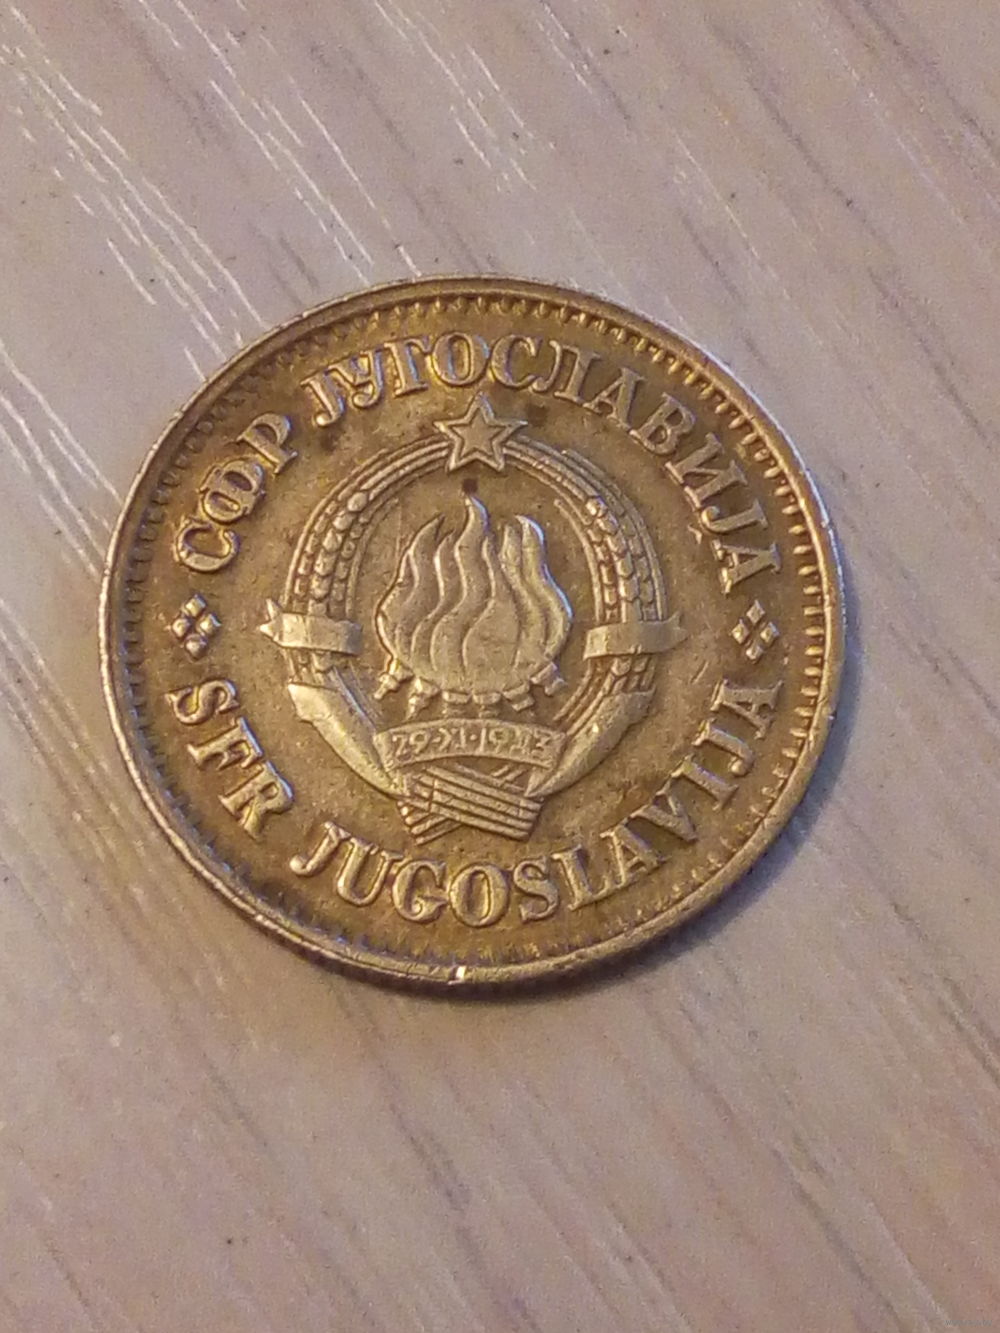 СФР ЈУГОСЛАВИЈА
29·XI·1943
SFR JUGOSLAVIJA